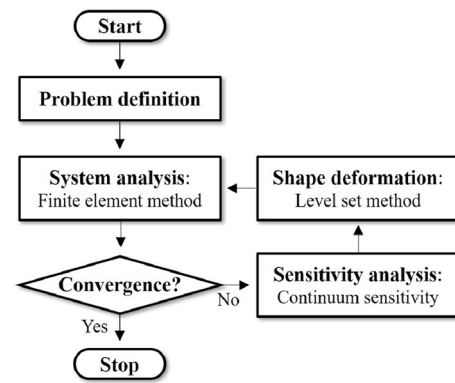 Start
Problem definition
System analysis:
Finite element method
Shape deformation:
Level set method
Convergence?
No
Sensitivity analysis:
Continuum sensitivity
Yes
Stop